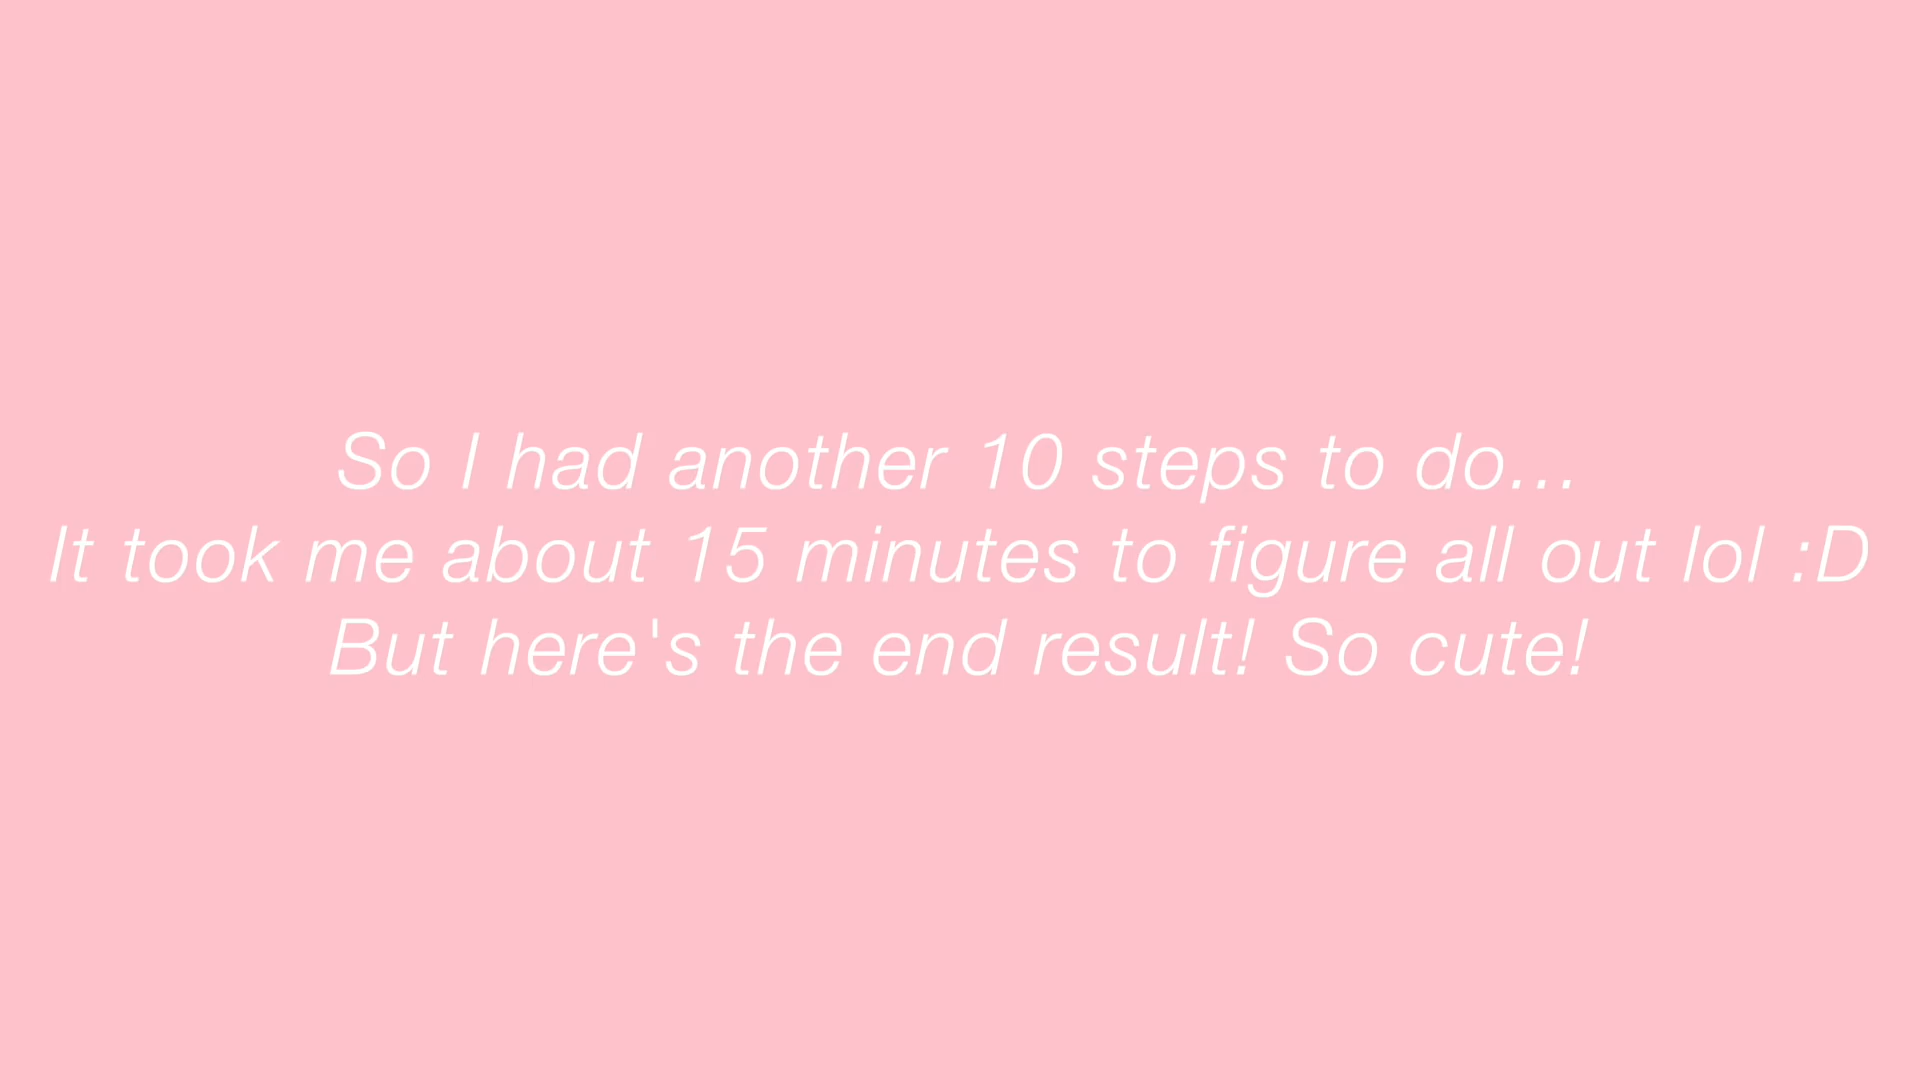 So I had another 10 steps to do...
It took me about 15 minutes to figure all out lol :D
But here's the end result! So cute!